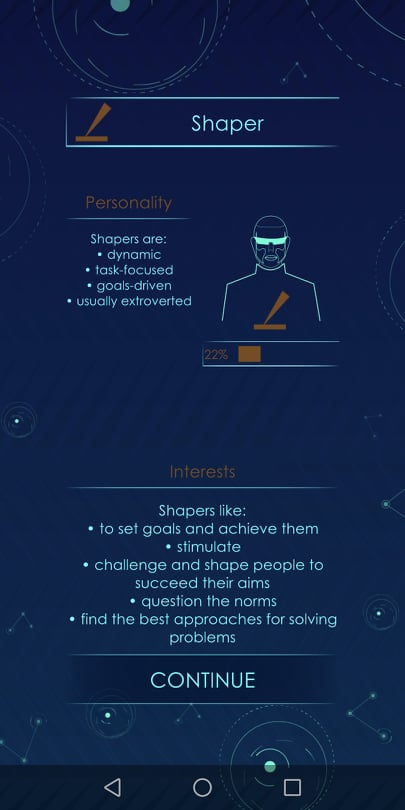 Shaper
Personality
Shapers are:
• dynamic
• task-focused
• goals-driven
• usually extroverted
22%
Interests
Shapers like:
• to set goals and achieve them
• stimulate
• challenge and shape people to
succeed their aims
• question the norms
• find the best approaches for solving
problems
CONTINUE